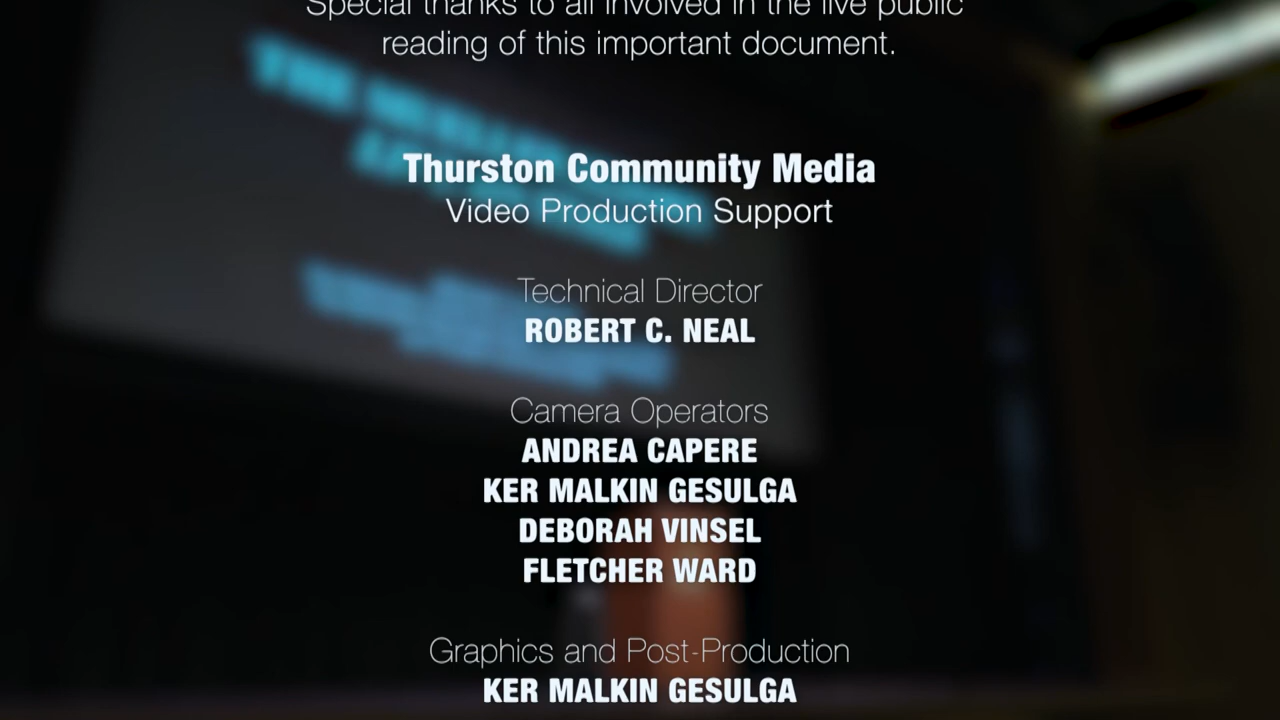 Special thanks to all involved in the live public
reading of this important document.
Thurston Community Media
Video Production Support
Technical Director
ROBERT C. NEAL
Camera Operators
ANDREA CAPERE
KER MALKIN GESULGA
DEBORAH VINSEL
FLETCHER WARD
Graphics and Post-Production
KER MALKIN GESULGA